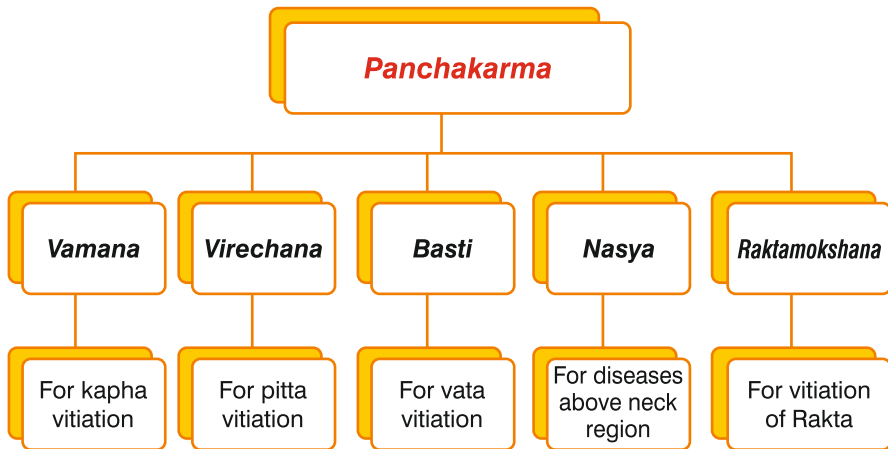 Panchakarma
Vamana
Virechana
Basti
Nasya
Raktamokshana
For kapha
vitiation
For pitta
vitiation
For vata
vitiation
For diseases
above neck
region
For vitiation
of Rakta